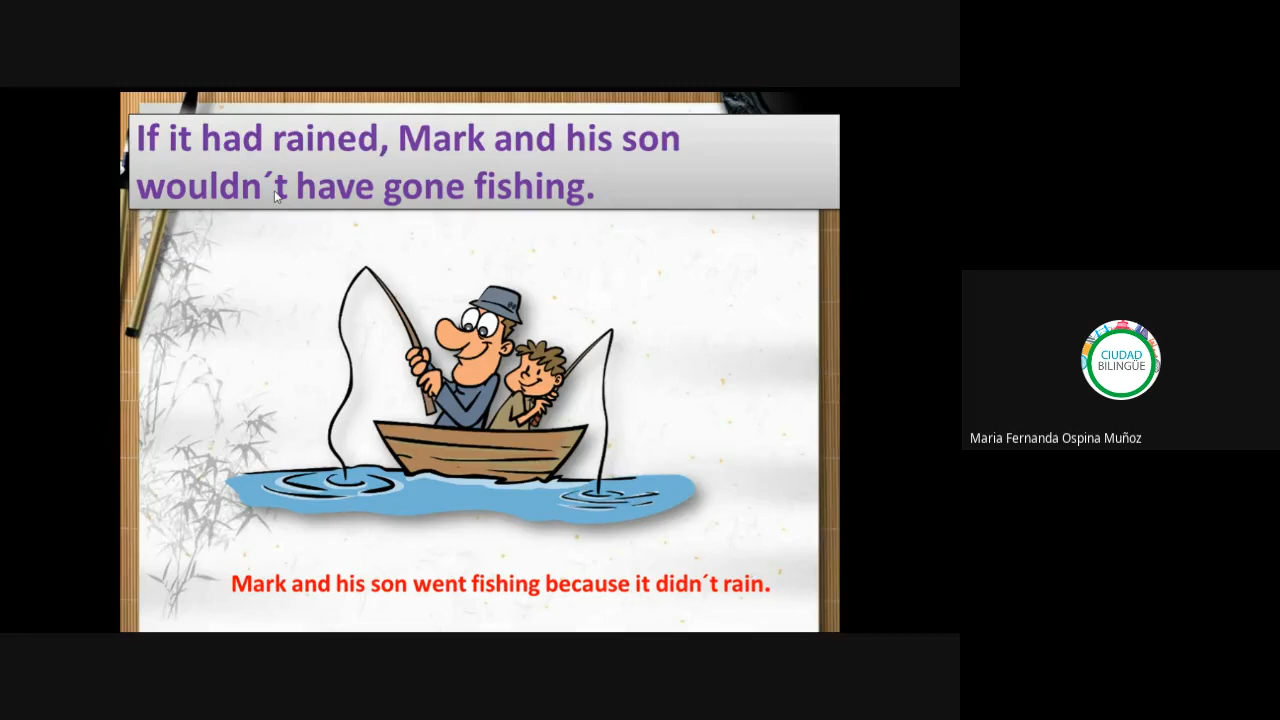 If it had rained, Mark and his son
wouldn´t have gone fishing.
Mark and his son went fishing because it didn´t rain.
CIUDAD
BILINGÜE
Maria Fernanda Ospina Muñoz